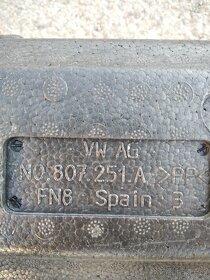 VW AG
NO.807.251.A. >PP<
FN8 Spain 3